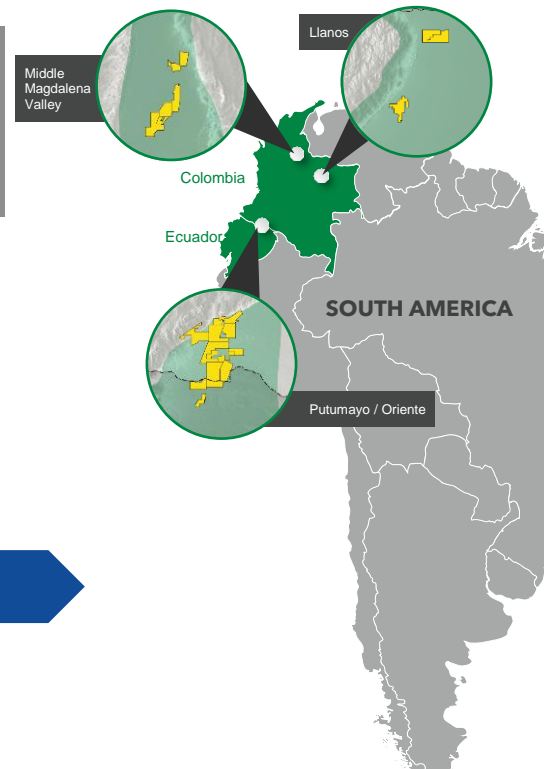 Llanos
Middle
Magdalena
Valley
Colombia
Ecuador
SOUTH AMERICA
Putumayo / Oriente